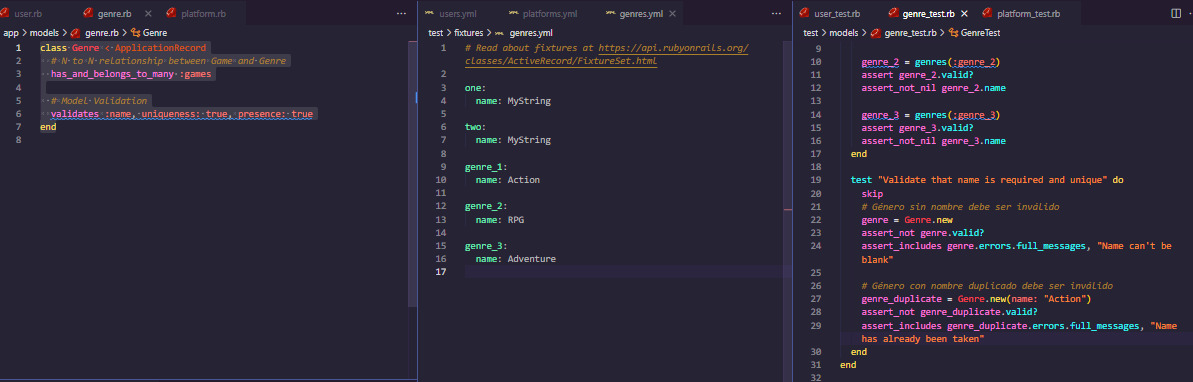 user.rb genre.rb platform.rb
app > models > genre.rb > Genre
1 class Genre < ApplicationRecord
2 # N to N relationship between Game and Genre
3 has_and_belongs_to_many :games
4
5 # Model Validation
6 validates :name, uniqueness: true, presence: true
7 end
8
users.yml platforms.yml genres.yml
test > fixtures > genres.yml
1 # Read about fixtures at https://api.rubyonrails.org/
classes/ActiveRecord/FixtureSet.html
2
3 one:
4 name: MyString
5
6 two:
7 name: MyString
8
9 genre_1:
10 name: Action
11
12 genre_2:
13 name: RPG
14
15 genre_3:
16 name: Adventure
17
user_test.rb genre_test.rb platform_test.rb
test > models > genre_test.rb > GenreTest
9
10 genre_2 = genres(:genre_2)
11 assert genre_2.valid?
12 assert_not_nil genre_2.name
13
14 genre_3 = genres(:genre_3)
15 assert genre_3.valid?
16 assert_not_nil genre_3.name
17 end
18
19 test "Validate that name is required and unique" do
20 skip
21 # Género sin nombre debe ser inválido
22 genre = Genre.new
23 assert_not genre.valid?
24 assert_includes genre.errors.full_messages, "Name can't be
blank"
25
26 # Género con nombre duplicado debe ser inválido
27 genre_duplicate = Genre.new(name: "Action")
28 assert_not genre_duplicate.valid?
29 assert_includes genre_duplicate.errors.full_messages, "Name
has already been taken"
30 end
31 end
32